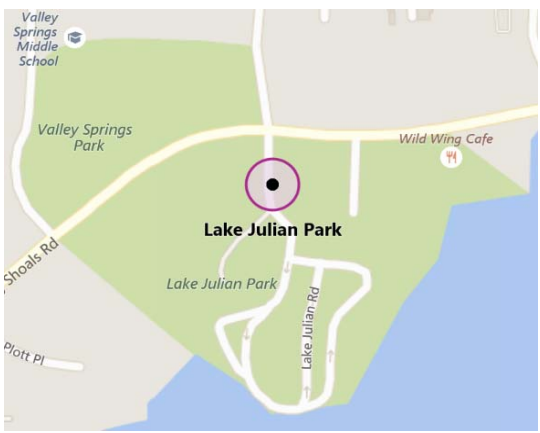 Valley
Springs
Middle
School
Valley Springs
Park
Wild Wing Cafe
Lake Julian Park
Shoals Rd
Lake Julian Park
Lake Julian Rd
Plott Pl